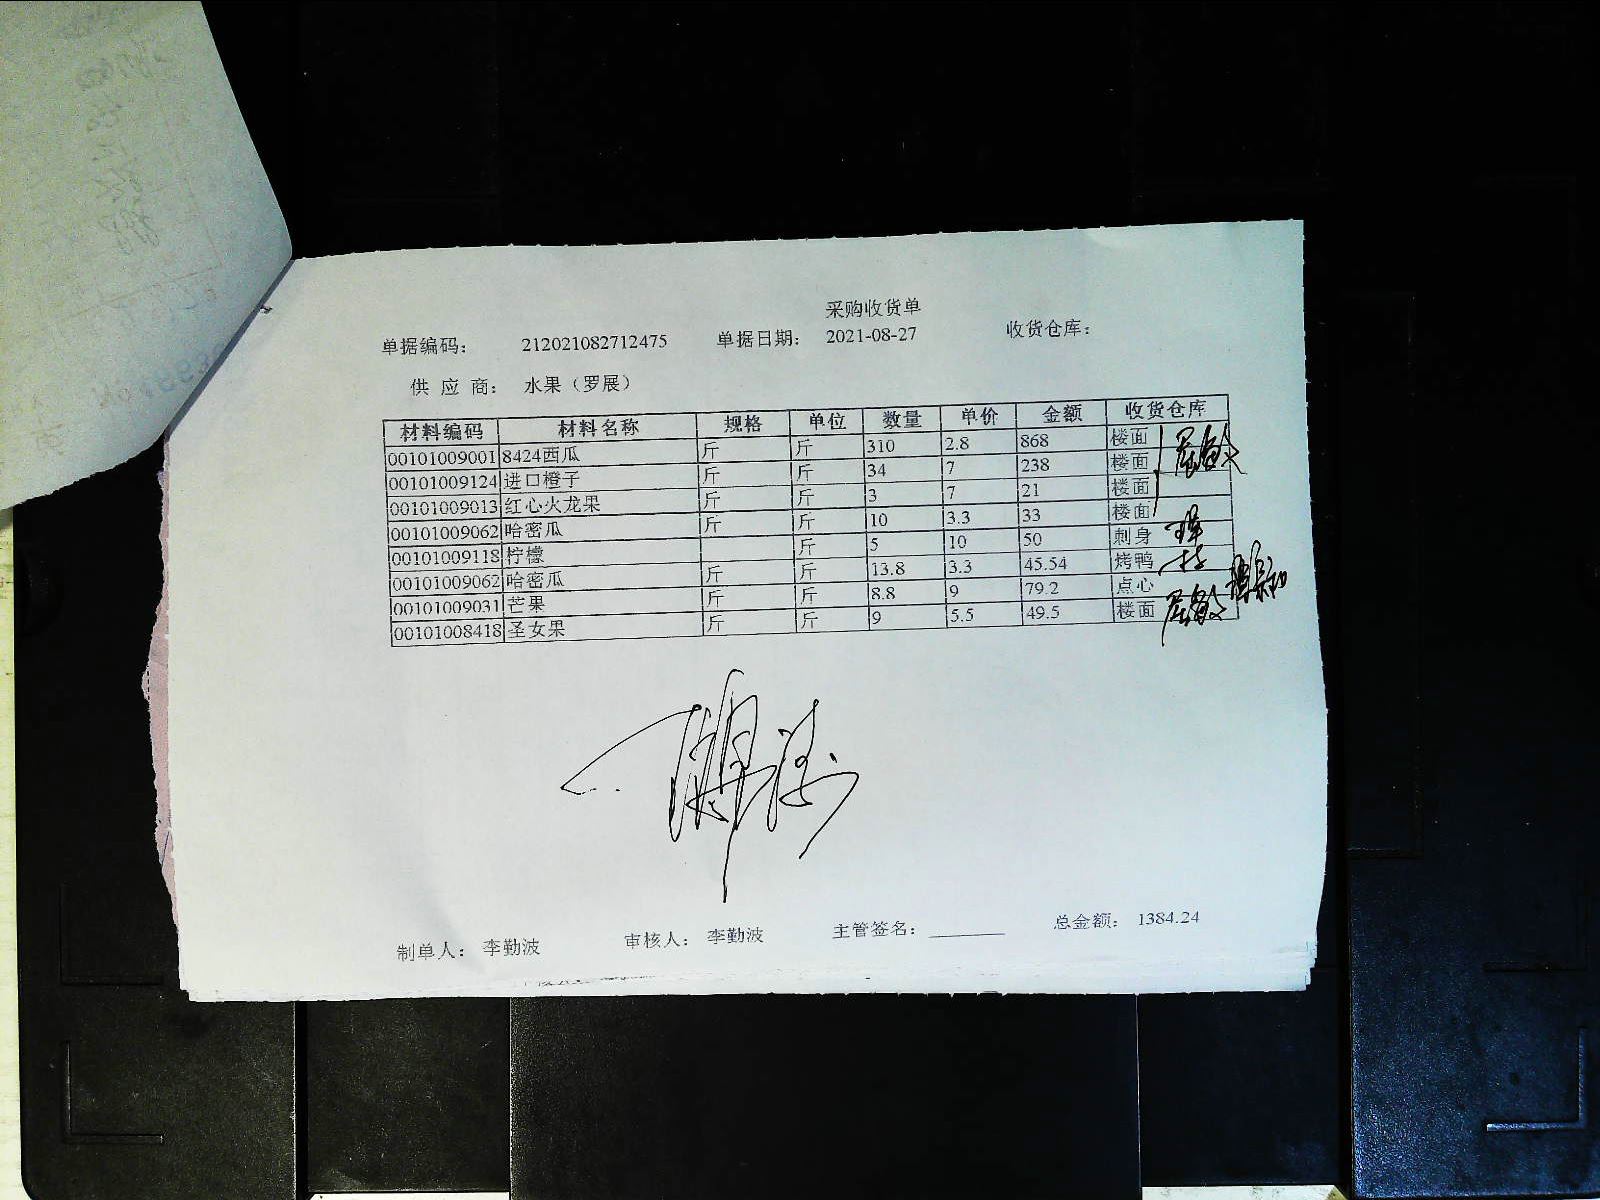 采购收货单
单据编码： 212021082712475 单据日期： 2021-08-27 收货仓库：
供 应 商： 水果（罗展）
材料编码 材料名称 规格 单位 数量 单价 金额 收货仓库
00101009001 8424西瓜 斤 斤 310 2.8 868 楼面
00101009124 进口橙子 斤 斤 34 7 238 楼面
00101009013 红心火龙果 斤 斤 3 7 21 楼面
00101009062 哈密瓜 斤 斤 10 3.3 33 楼面
00101009118 柠檬 斤 5 10 50 刺身
00101009062 哈密瓜 斤 斤 13.8 3.3 45.54 烤鸭
00101009031 芒果 斤 斤 8.8 9 79.2 点心
00101008418 圣女果 斤 斤 9 5.5 49.5 楼面
制单人： 李勤波 审核人： 李勤波 主管签名： 总金额： 1384.24